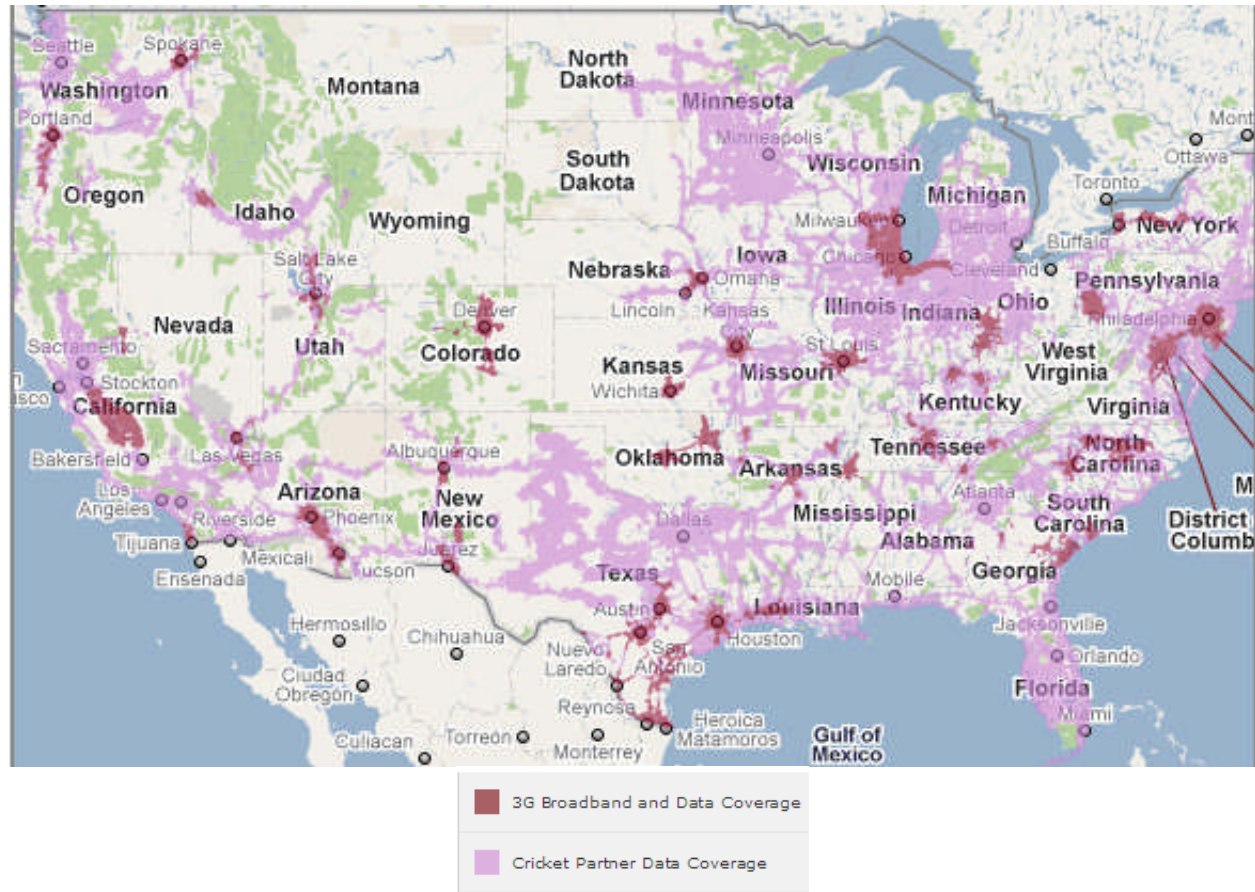 Seattle
Spokane
Washington
Montana
North
Dakota
Minnesota
Mont
Portland
Minneapolis
Ottawa
Oregon
Idaho
South
Dakota
Wisconsin
Michigan
Toronto
Wyoming
Milwauk
Detroit
Buffalo
New York
Salt Lake
City
Nebraska
Iowa
Omaha
Chicago
Cleveland
Pennsylvania
Nevada
Utah
Denver
Colorado
Lincoln
Kansas
City
Illinois
Indiana
Ohio
Philadelphia
Sacramento
Stockton
isco
California
Kansas
Wichita
Missouri
St Louis
West
Virginia
Kentucky
Virginia
Bakersfield
Las Vegas
Albuquerque
Oklahoma
Arkansas
Tennessee
North
Carolina
Los
Angeles
Riverside
Arizona
Phoenix
New
Mexico
Dallas
Mississippi
Atlanta
South
Carolina
M
District
Columb
Tijuana
Mexicali
Tucson
Juarez
Alabama
Georgia
Ensenada
Texas
Mobile
Austin
Louisiana
Jacksonville
Hermosillo
Chihuahua
Nuevo
Laredo
San
Antonio
Houston
Orlando
Ciudad
Obregón
Florida
Reynosa
Heroica
Matamoros
Miami
Culiacan
Torreón
Monterrey
Gulf of
Mexico
3G Broadband and Data Coverage
Cricket Partner Data Coverage